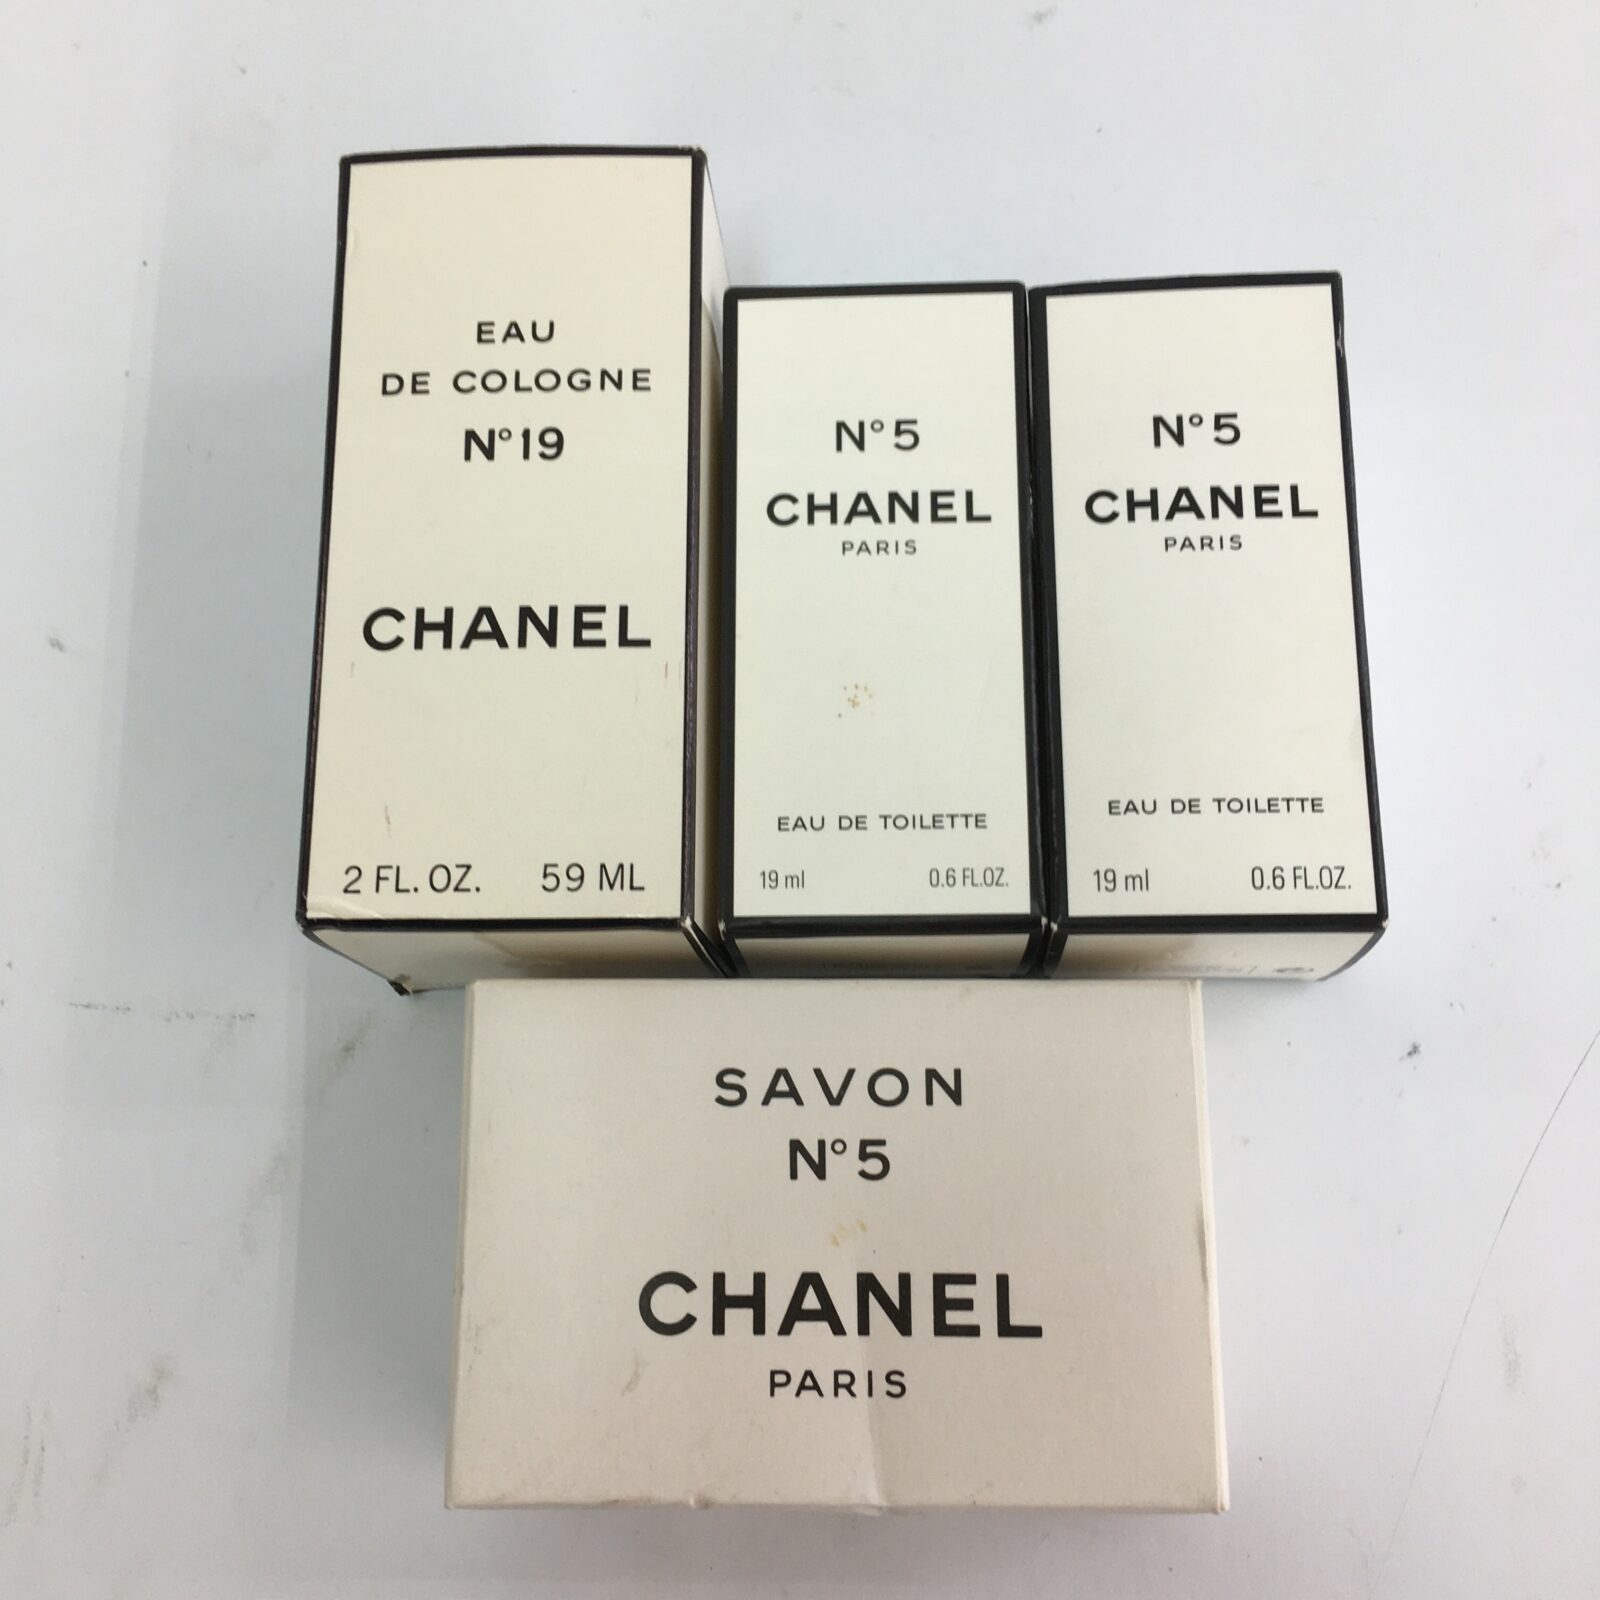 EAU
DE COLOGNE
N°19
CHANEL
2 FL. OZ. 59 ML
N°5
CHANEL
PARIS
EAU DE TOILETTE
19 ml 0.6 FL.OZ.
N°5
CHANEL
PARIS
EAU DE TOILETTE
19 ml 0.6 FL.OZ.
SAVON
N°5
CHANEL
PARIS